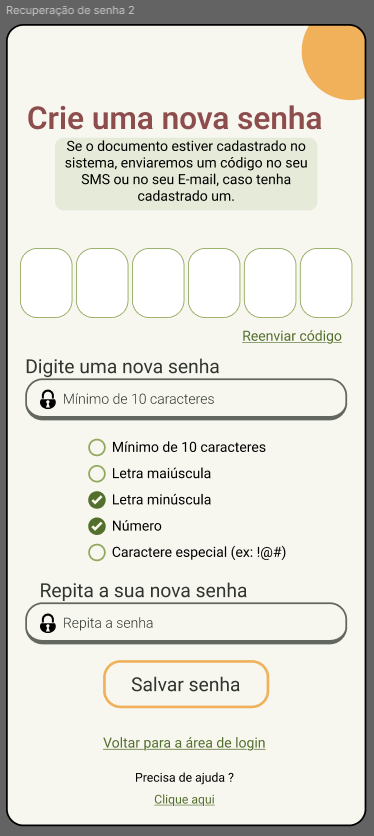 Recuperação de senha 2
Crie uma nova senha
Se o documento estiver cadastrado no
sistema, enviaremos um código no seu
SMS ou no seu E-mail, caso tenha
cadastrado um.
Reenviar código
Digite uma nova senha
Mínimo de 10 caracteres
Mínimo de 10 caracteres
Letra maiúscula
Letra minúscula
Número
Caractere especial (ex: !@#)
Repita a sua nova senha
Repita a senha
Salvar senha
Voltar para a área de login
Precisa de ajuda ?
Clique aqui